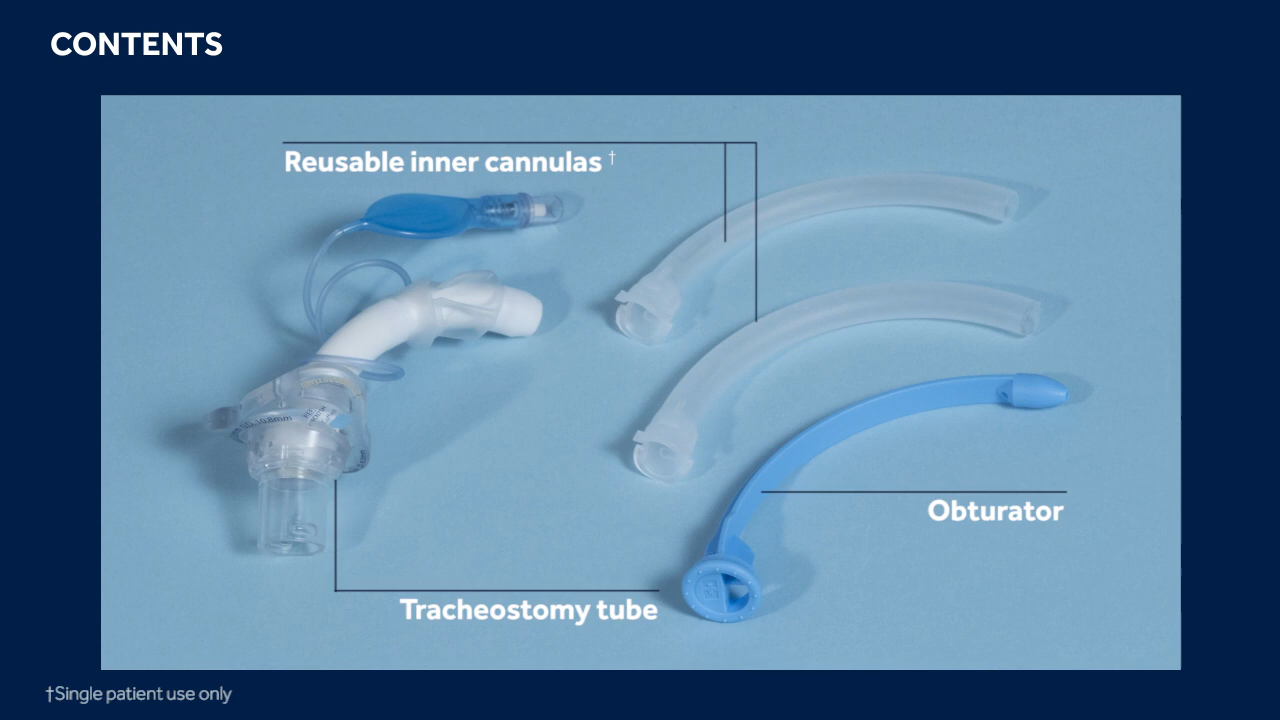 CONTENTS
Reusable inner cannulas †
Obturator
Tracheostomy tube
†Single patient use only